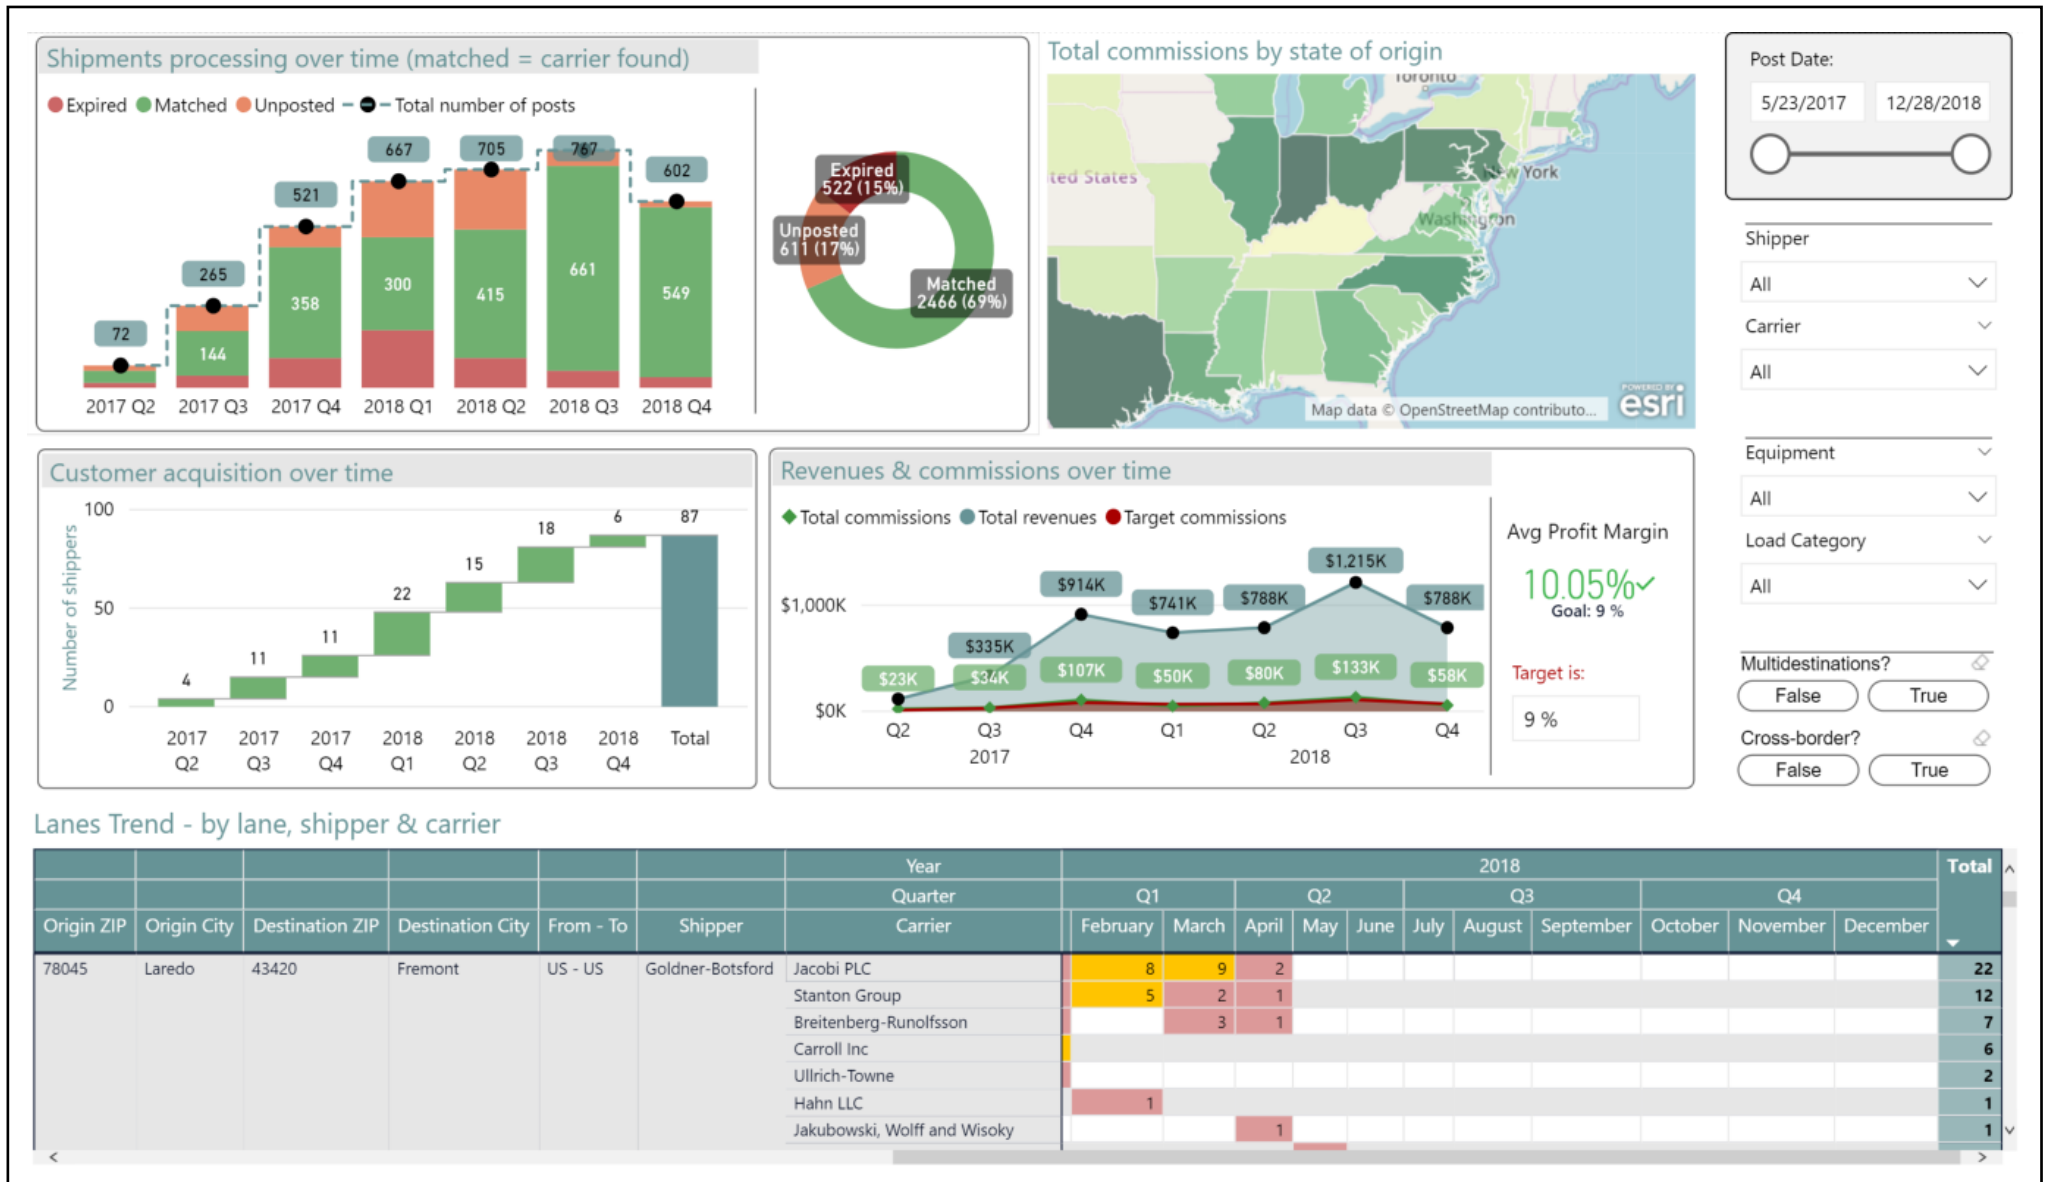 Shipments processing over time (matched = carrier found)
Expired Matched Unposted Total number of posts
72
265
521
667
705
767
602
144
358
300
415
661
549
2017 Q2 2017 Q3 2017 Q4 2018 Q1 2018 Q2 2018 Q3 2018 Q4
Expired
522 (15%)
Unposted
611 (17%)
Matched
2466 (69%)
Total commissions by state of origin
Toronto
ted States
New York
Washington
Map data © OpenStreetMap contributo...
POWERED BY
esri
Post Date:
5/23/2017 12/28/2018
Shipper
All
Carrier
All
Equipment
All
Load Category
All
Multidestinations?
False True
Cross-border?
False True
Customer acquisition over time
Number of shippers
100
50
0
4
11
11
22
15
18
6
87
2017 2017 2017 2018 2018 2018 2018 Total
Q2 Q3 Q4 Q1 Q2 Q3 Q4
Revenues & commissions over time
Total commissions Total revenues Target commissions
$1,000K
$0K
$335K
$914K
$741K
$788K
$1,215K
$788K
$23K
$34K
$107K
$50K
$80K
$133K
$58K
Q2 Q3 Q4 Q1 Q2 Q3 Q4
2017 2018
Avg Profit Margin
10.05%
Goal: 9 %
Target is:
9 %
Lanes Trend - by lane, shipper & carrier
Year 2018 Total
Quarter Q1 Q2 Q3 Q4
Origin ZIP Origin City Destination ZIP Destination City From - To Shipper Carrier February March April May June July August September October November December
78045 Laredo 43420 Fremont US - US Goldner-Botsford Jacobi PLC 8 9 2 22
Stanton Group 5 2 1 12
Breitenberg-Runolfsson 3 1 7
Carroll Inc 6
Ullrich-Towne 2
Hahn LLC 1 1
Jakubowski, Wolff and Wisoky 1 1